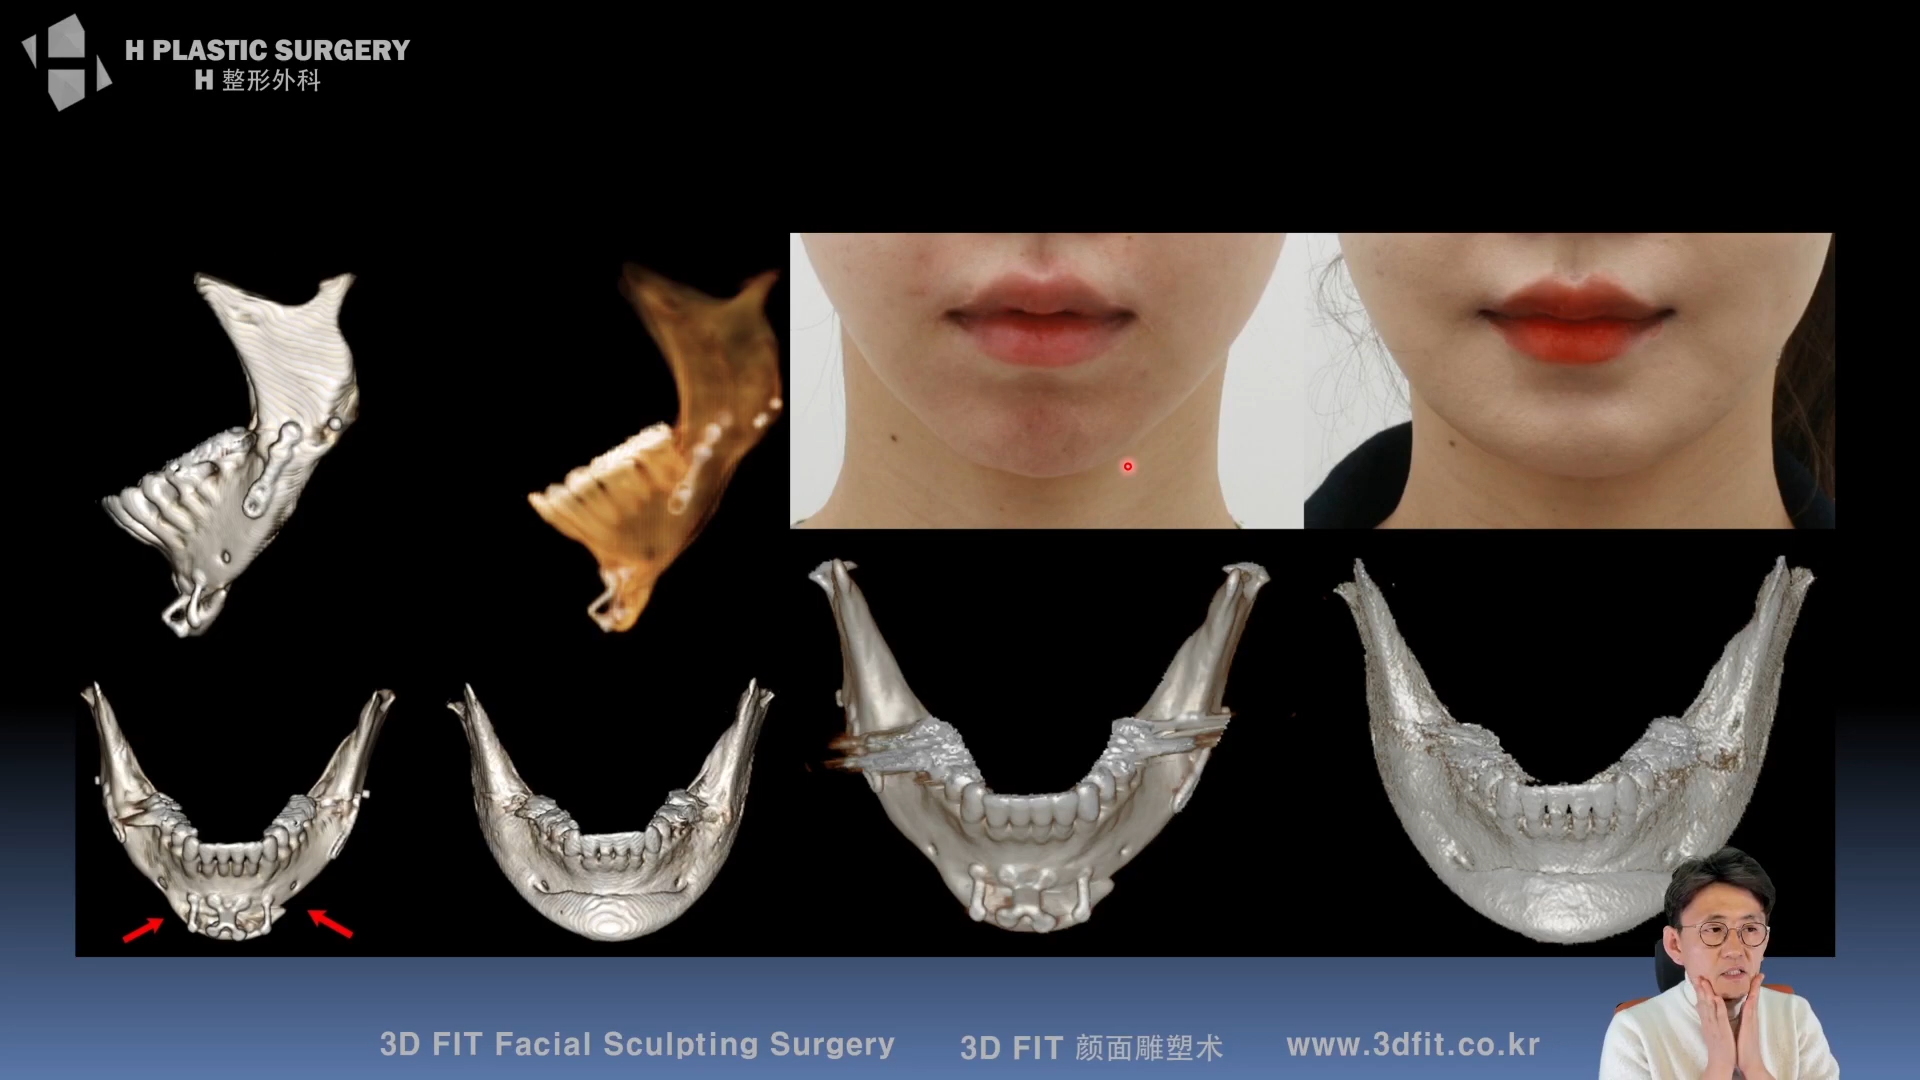 H PLASTIC SURGERY
H 整形外科
3D FIT Facial Sculpting Surgery
3D FIT 颜面雕塑术
www.3dfit.co.kr